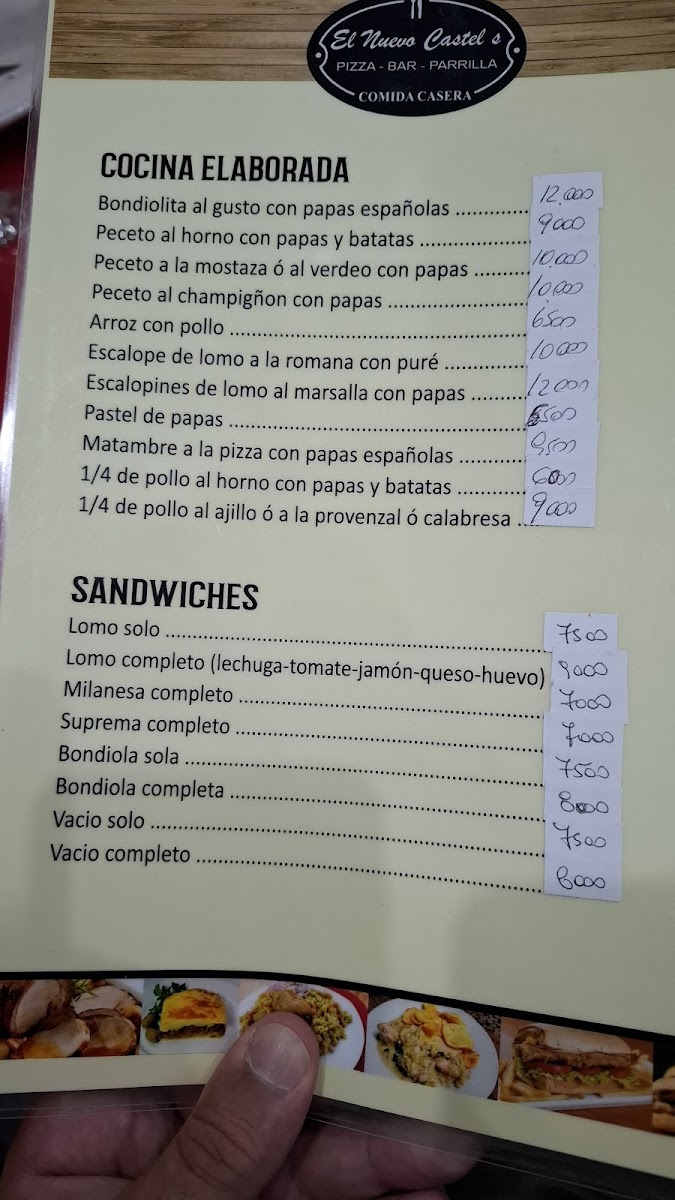 El Nuevo Castel s
PIZZA - BAR - PARRILLA
COMIDA CASERA
COCINA ELABORADA
Bondiolita al gusto con papas españolas 12.000
Peceto al horno con papas y batatas 9000
Peceto a la mostaza ó al verdeo con papas 10.000
Peceto al champigñon con papas 10.000
Arroz con pollo 6500
Escalope de lomo a la romana con puré 10000
Escalopines de lomo al marsalla con papas 12000
Pastel de papas
Matambre a la pizza con papas españolas
1/4 de pollo al horno con papas y batatas 6000
1/4 de pollo al ajillo ó a la provenzal ó calabresa 9000
SANDWICHES
Lomo solo 7500
Lomo completo (lechuga-tomate-jamón-queso-huevo)
Milanesa completo 7000
Suprema completo 7000
Bondiola sola 7500
Bondiola completa 8000
Vacio solo 7500
Vacio completo 8000